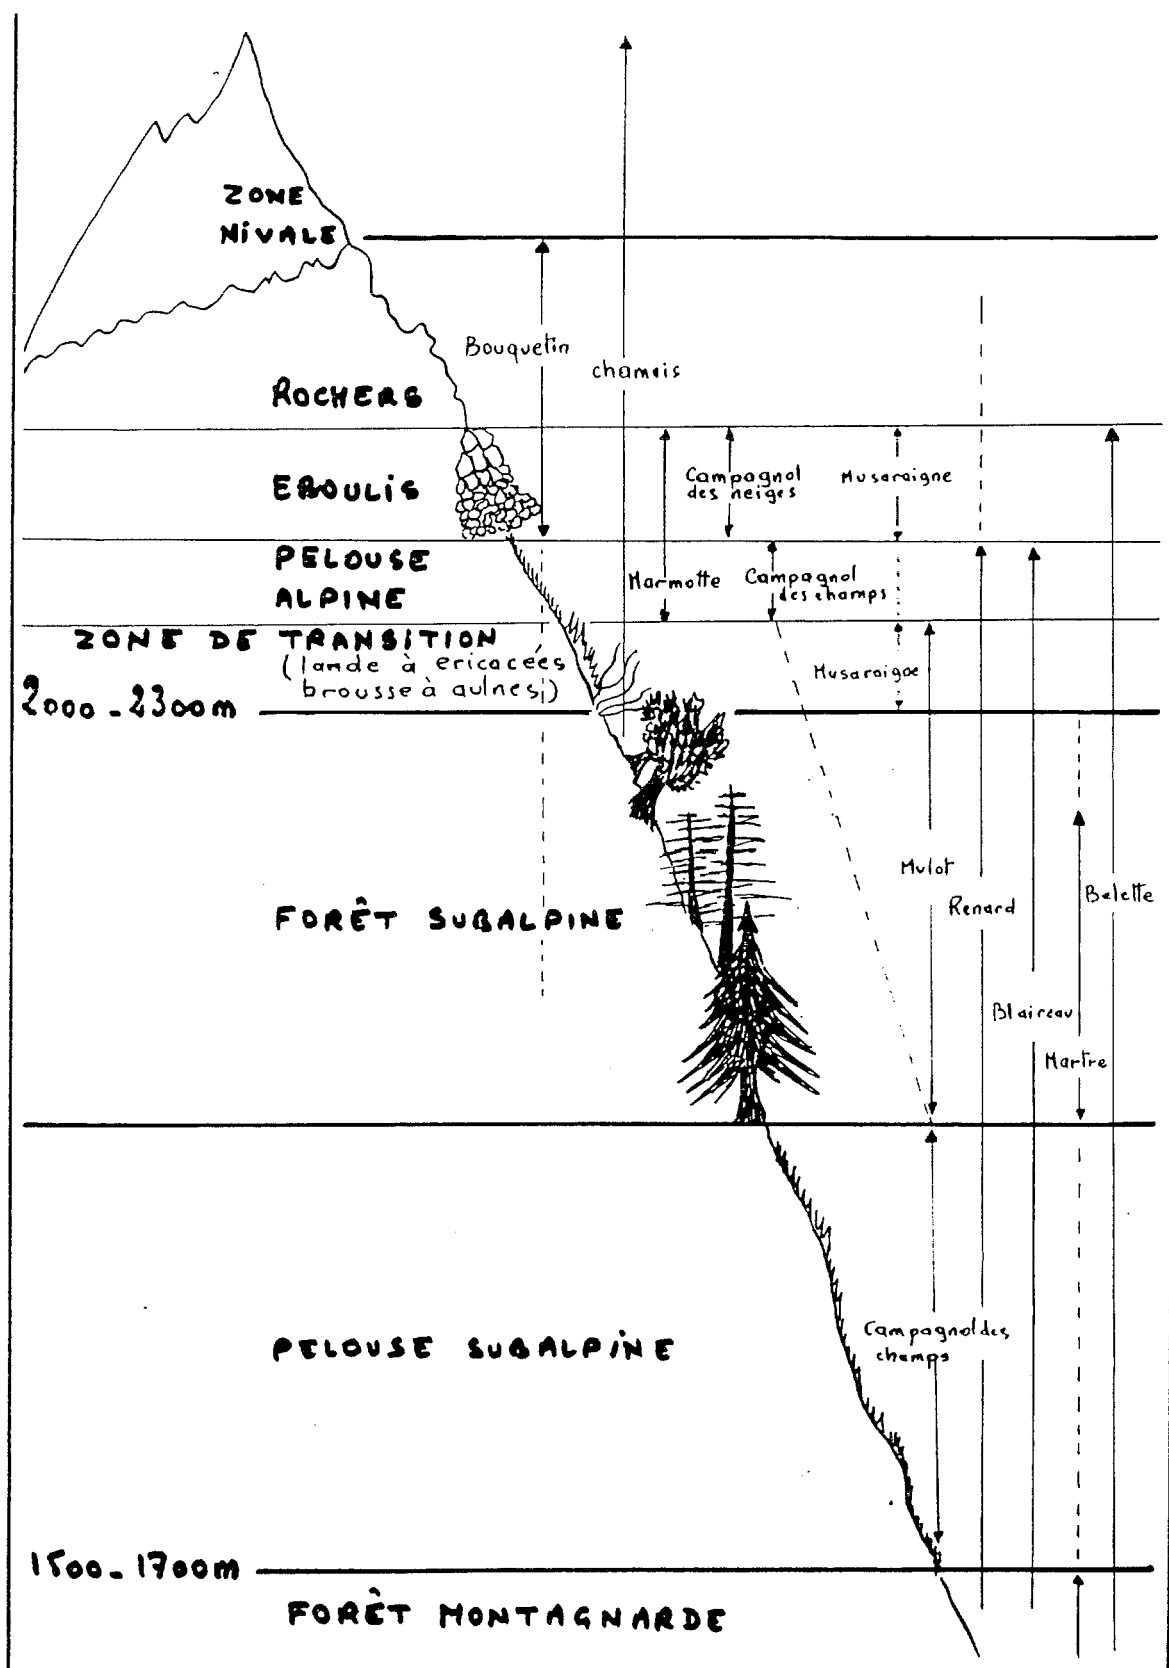 ZONE
NIVALE
Bouquetin
chamois
ROCHERS
EBOULIS
Campagnol
des neiges
Musaraigne
PELOUSE
ALPINE
Marmotte
Campagnol
des champs
ZONE DE TRANSITION
(lande à ericacées
brousse à aulnes)
Musaraigne
2000-2300m
Mulot
Renard
Belette
FORÊT SUBALPINE
Blaireau
Martre
Campagnol des
champs
PELOUSE SUBALPINE
1500-1700m
FORÊT MONTAGNARDE